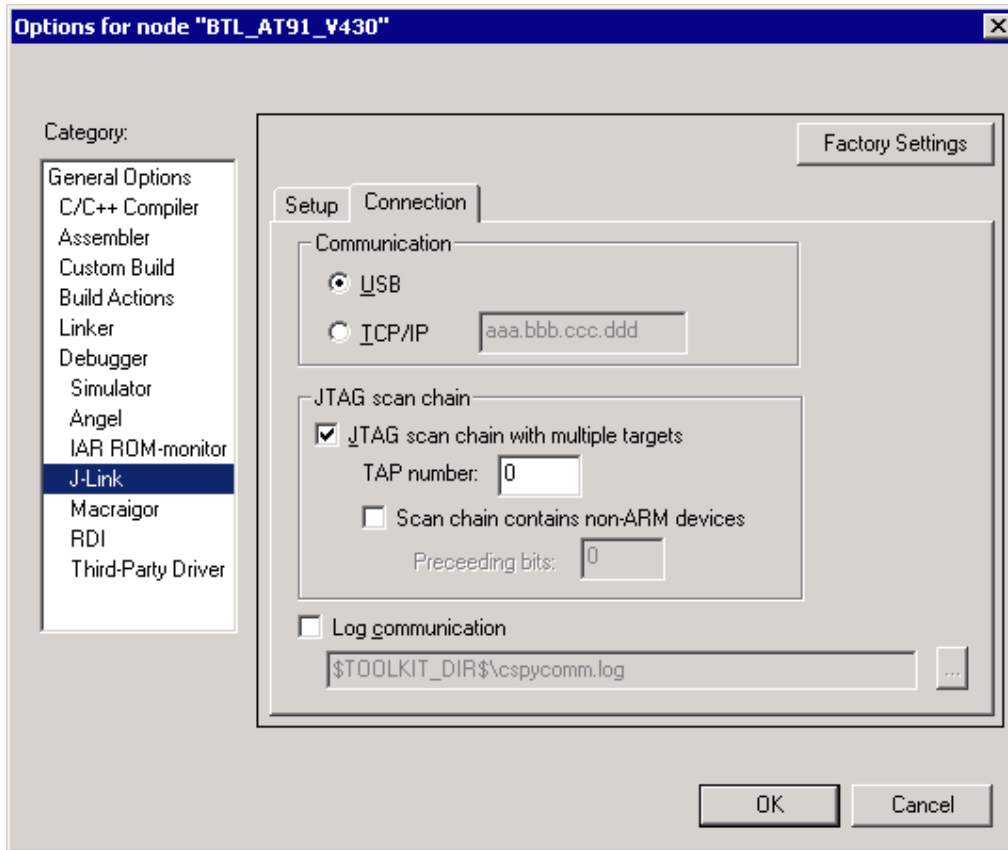 Options for node "BTL_AT91_V430"
Category:
Factory Settings
General Options
C/C++ Compiler
Assembler
Custom Build
Build Actions
Linker
Debugger
Simulator
Angel
IAR ROM-monitor
J-Link
Macraigor
RDI
Third-Party Driver
Setup
Connection
Communication
USB
TCP/IP
aaa.bbb.ccc.ddd
JTAG scan chain
JTAG scan chain with multiple targets
TAP number: 0
Scan chain contains non-ARM devices
Preceeding bits: 0
Log communication
$TOOLKIT_DIR$\cspycomm.log
...
OK
Cancel